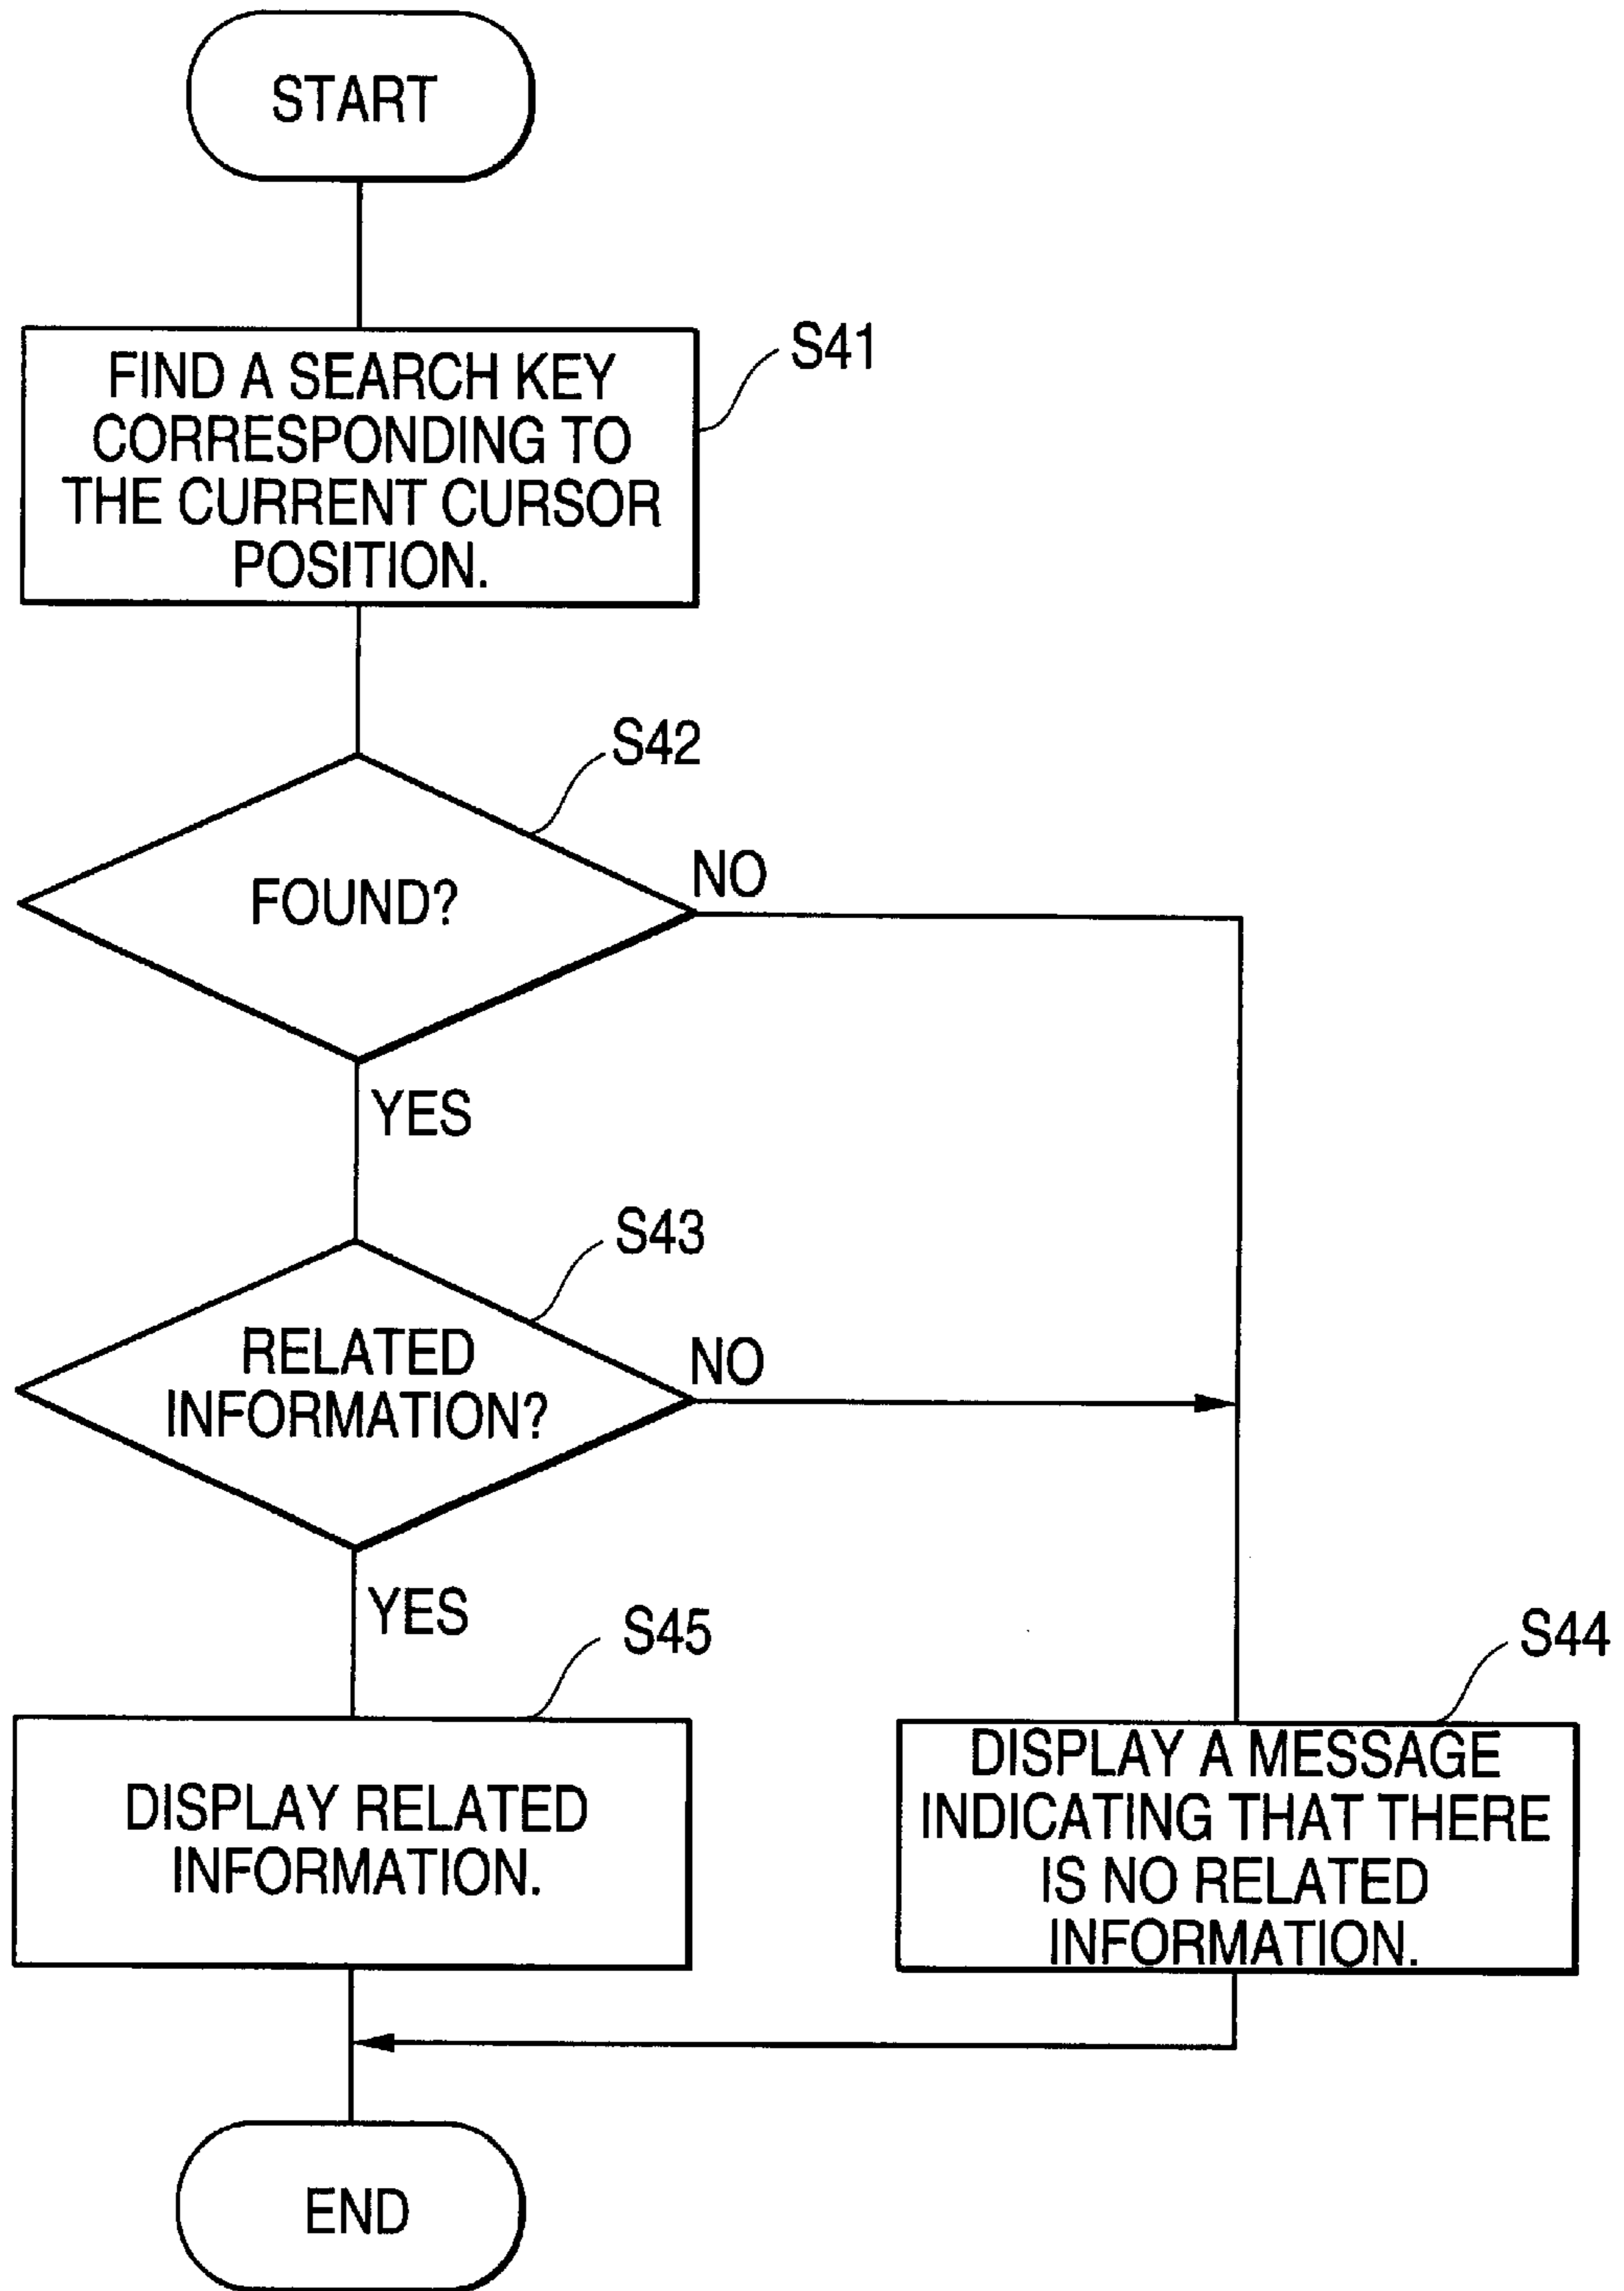 START
S41
FIND A SEARCH KEY
CORRESPONDING TO
THE CURRENT CURSOR
POSITION.
S42
FOUND?
NO
YES
S43
RELATED
INFORMATION?
NO
YES
S45
DISPLAY RELATED
INFORMATION.
S44
DISPLAY A MESSAGE
INDICATING THAT THERE
IS NO RELATED
INFORMATION.
END